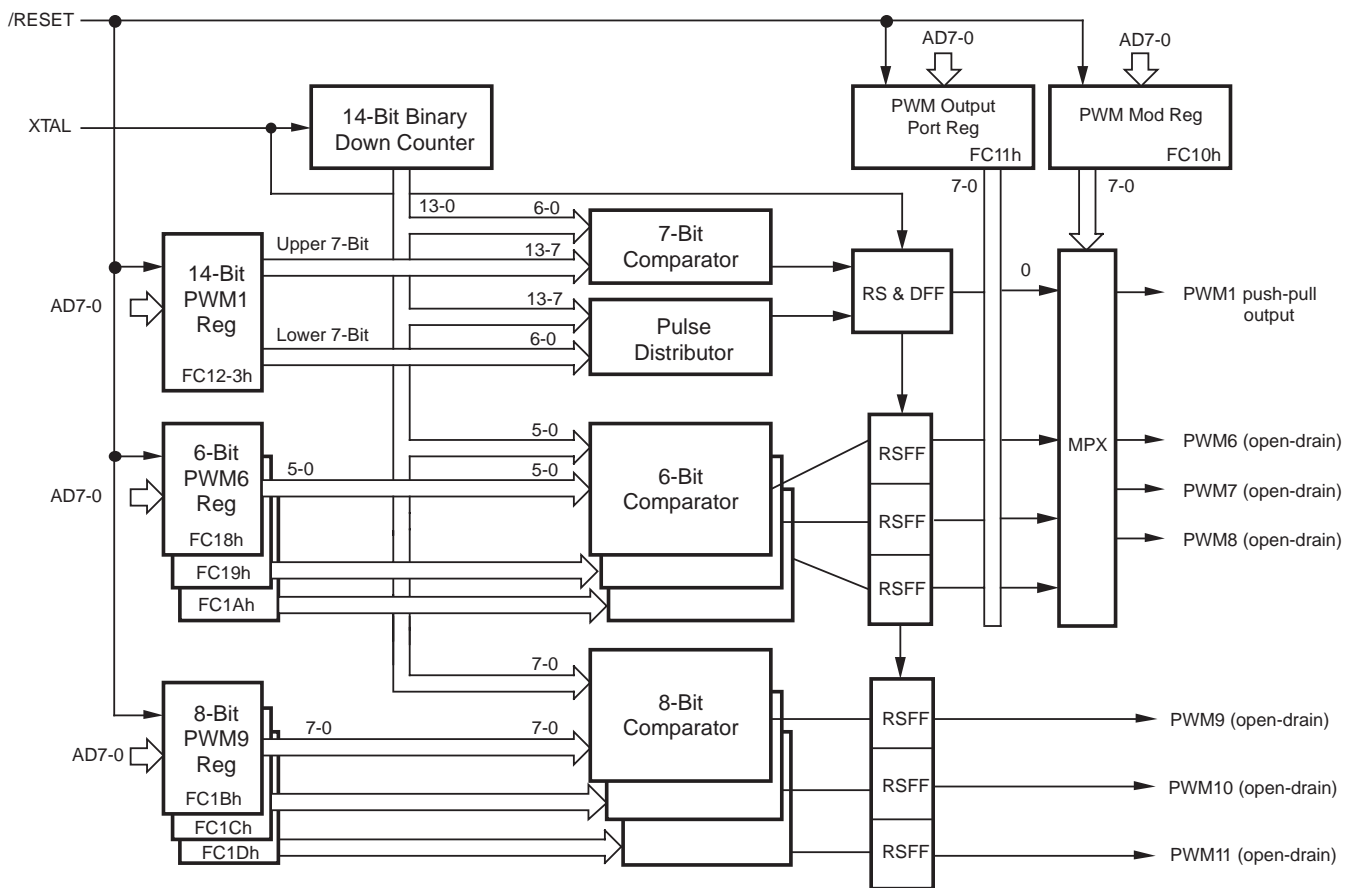 /RESET
AD7-0
AD7-0
XTAL
14-Bit Binary
Down Counter
PWM Output
Port Reg
FC11h
PWM Mod Reg
FC10h
7-0
7-0
13-0
6-0
Upper 7-Bit
13-7
7-Bit
Comparator
14-Bit
PWM1
Reg
FC12-3h
AD7-0
RS & DFF
0
PWM1 push-pull
output
13-7
Lower 7-Bit
6-0
Pulse
Distributor
6-Bit
PWM6
Reg
FC18h
FC19h
FC1Ah
AD7-0
5-0
5-0
5-0
6-Bit
Comparator
RSFF
RSFF
RSFF
MPX
PWM6 (open-drain)
PWM7 (open-drain)
PWM8 (open-drain)
8-Bit
PWM9
Reg
FC1Bh
FC1Ch
FC1Dh
AD7-0
7-0
7-0
7-0
8-Bit
Comparator
RSFF
RSFF
RSFF
PWM9 (open-drain)
PWM10 (open-drain)
PWM11 (open-drain)